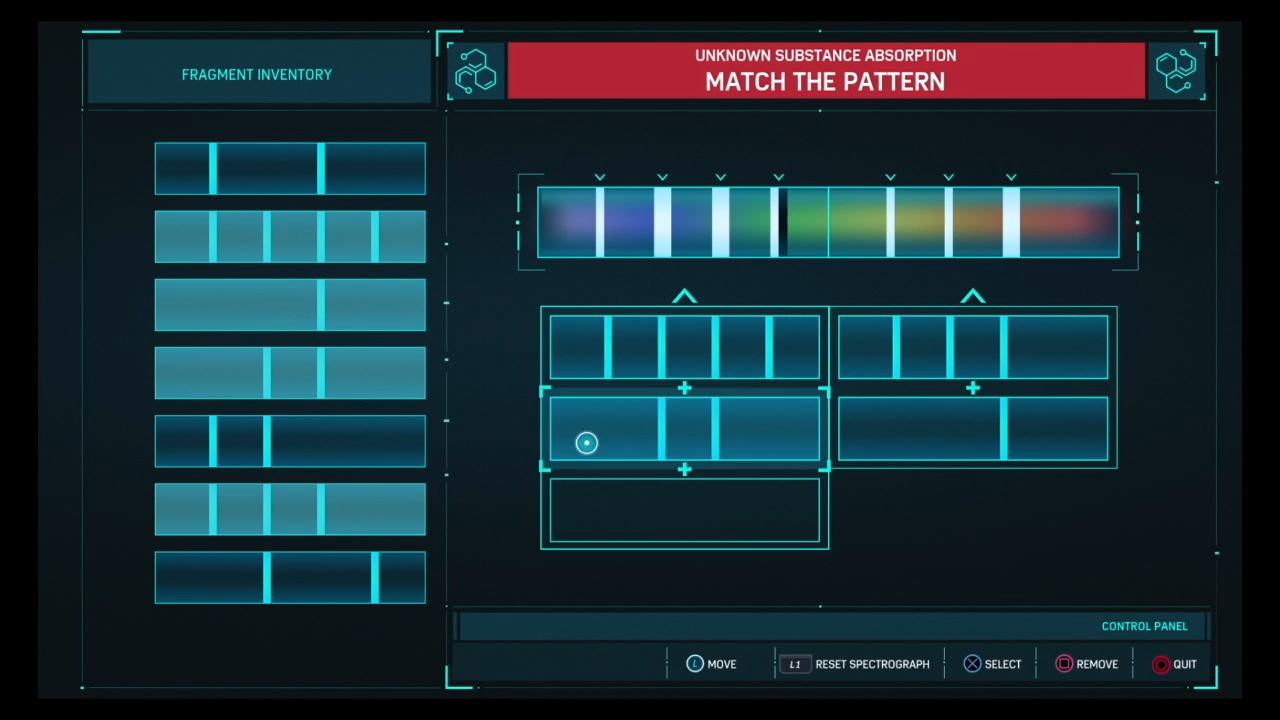 FRAGMENT INVENTORY
UNKNOWN SUBSTANCE ABSORPTION
MATCH THE PATTERN
CONTROL PANEL
L MOVE
L1 RESET SPECTROGRAPH
SELECT
REMOVE
QUIT